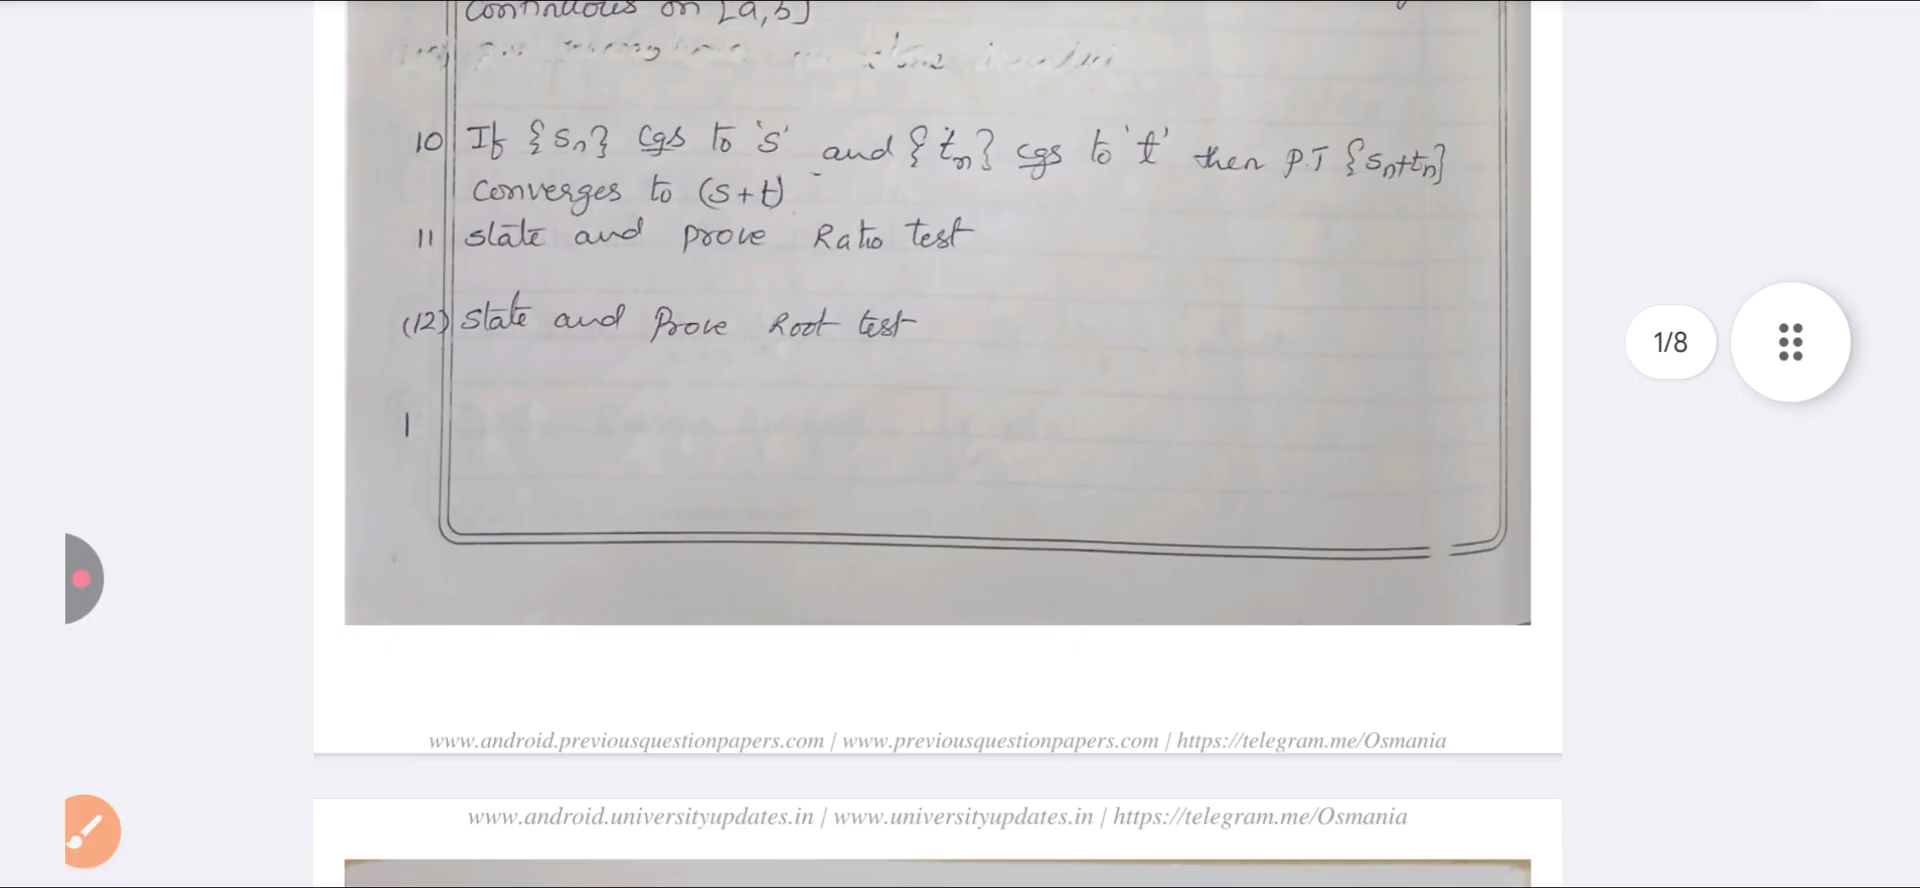 continuous on [a,b]
10 If {sn} cgs to 's' and {tn} cgs to 't' then P.T {sn+tn}
converges to (s+t)
11 state and prove Ratio test
(12) state and Prove Root test
1
1/8
www.android.previousquestionpapers.com | www.previousquestionpapers.com | https://telegram.me/Osmania
www.android.universityupdates.in | www.universityupdates.in | https://telegram.me/Osmania